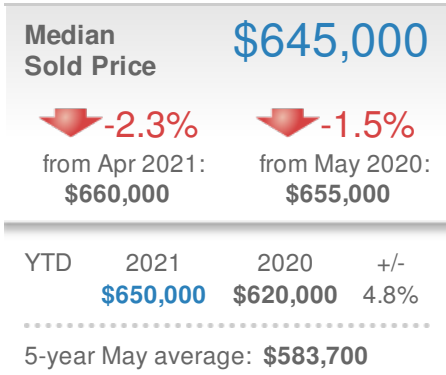 Median
Sold Price
$645,000
-2.3% -1.5%
from Apr 2021: from May 2020:
$660,000 $655,000
YTD 2021 2020 +/-
$650,000 $620,000 4.8%
5-year May average: $583,700